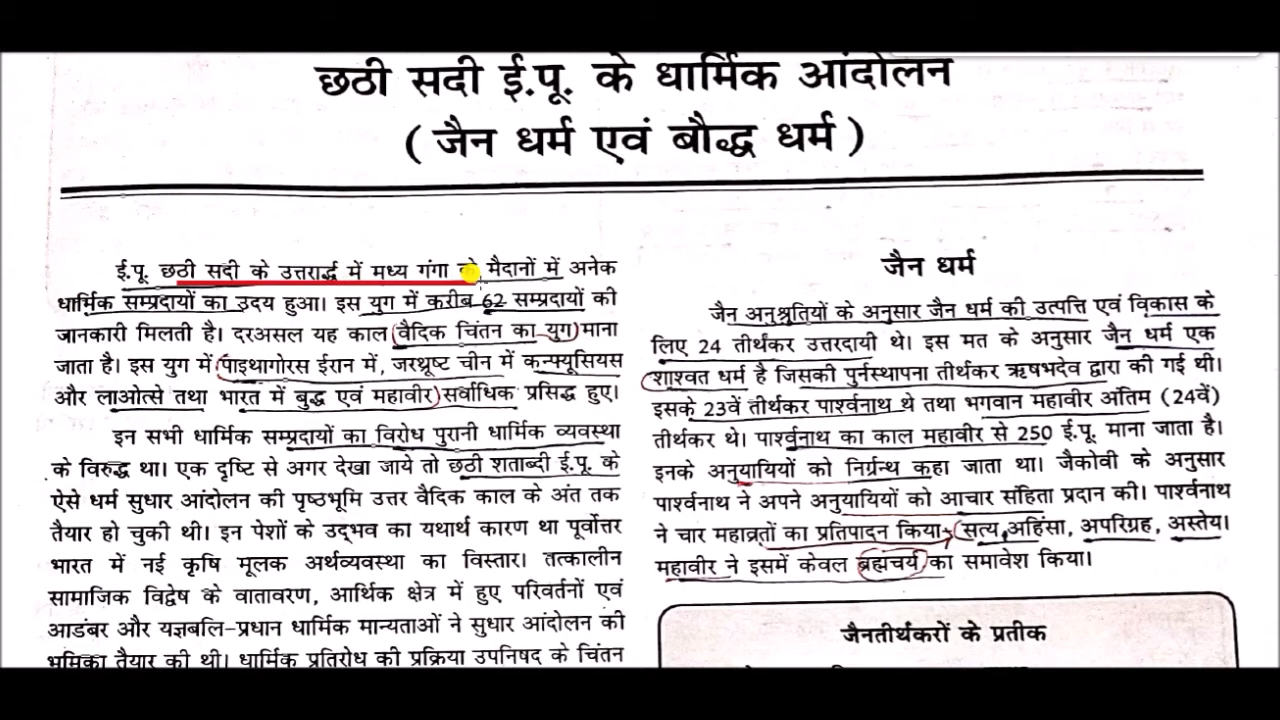 छठी सदी ई.पू. के धार्मिक आंदोलन
( जैन धर्म एवं बौद्ध धर्म )
ई.पू. छठी सदी के उत्तरार्द्ध में मध्य गंगा के मैदानों में अनेक
धार्मिक सम्प्रदायों का उदय हुआ। इस युग में करीब 62 सम्प्रदायों की
जानकारी मिलती है। दरअसल यह काल वैदिक चिंतन का युग माना
जाता है। इस युग में पाइथागोरस ईरान में, जरथ्रूष्ट चीन में कन्फ्यूसियस
और लाओत्से तथा भारत में बुद्ध एवं महावीर सर्वाधिक प्रसिद्ध हुए।
इन सभी धार्मिक सम्प्रदायों का विरोध पुरानी धार्मिक व्यवस्था
के विरुद्ध था। एक दृष्टि से अगर देखा जाये तो छठी शताब्दी ई.पू. के
ऐसे धर्म सुधार आंदोलन की पृष्ठभूमि उत्तर वैदिक काल के अंत तक
तैयार हो चुकी थी। इन पेशों के उद्भव का यथार्थ कारण था पूर्वोत्तर
भारत में नई कृषि मूलक अर्थव्यवस्था का विस्तार। तत्कालीन
सामाजिक विद्वेष के वातावरण, आर्थिक क्षेत्र में हुए परिवर्तनों एवं
आडंबर और यज्ञबलि-प्रधान धार्मिक मान्यताओं ने सुधार आंदोलन की
भूमिका तैयार की थी। धार्मिक प्रतिरोध की प्रक्रिया उपनिषद के चिंतन
जैन धर्म
जैन अनुश्रुतियों के अनुसार जैन धर्म की उत्पत्ति एवं विकास के
लिए 24 तीर्थंकर उत्तरदायी थे। इस मत के अनुसार जैन धर्म एक
शाश्वत धर्म है जिसकी पुर्नस्थापना तीर्थंकर ऋषभदेव द्वारा की गई थी।
इसके 23वें तीर्थकर पार्श्वनाथ थे तथा भगवान महावीर अंतिम (24वें)
तीर्थकर थे। पार्श्वनाथ का काल महावीर से 250 ई.पू. माना जाता है।
इनके अनुयायियों को निर्ग्रन्थ कहा जाता था। जैकोवी के अनुसार
पार्श्वनाथ ने अपने अनुयायियों को आचार संहिता प्रदान की। पार्श्वनाथ
ने चार महाव्रतों का प्रतिपादन किया- सत्य, अहिंसा, अपरिग्रह, अस्तेय।
महावीर ने इसमें केवल ब्रह्मचर्य का समावेश किया।
जैनतीर्थकरों के प्रतीक